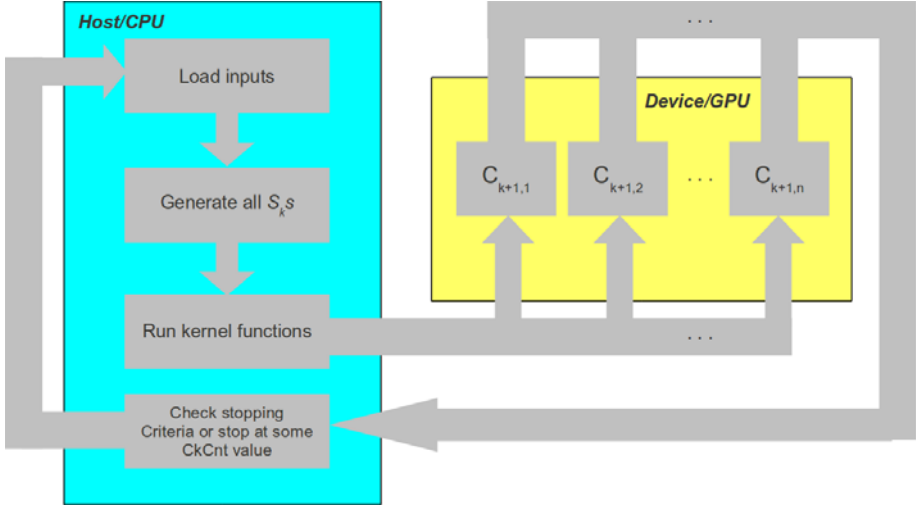 Host/CPU
Load inputs
Generate all Sₖs
Run kernel functions
Check stopping
Criteria or stop at some
CkCnt value
. . .
Device/GPU
Cₖ₊₁,₁
Cₖ₊₁,₂
. . .
Cₖ₊₁,ₙ
. . .